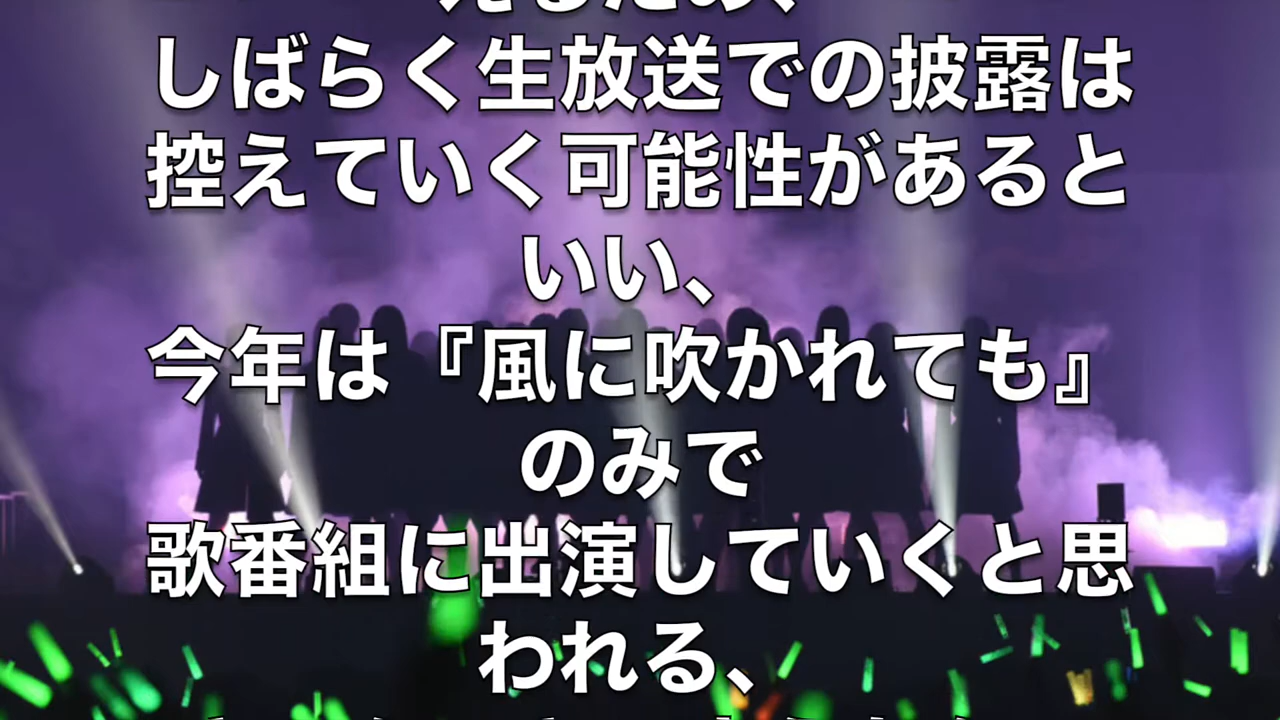 しばらく生放送での披露は
控えていく可能性があると
いい、
今年は『風に吹かれても』
のみで
歌番組に出演していくと思
われる、